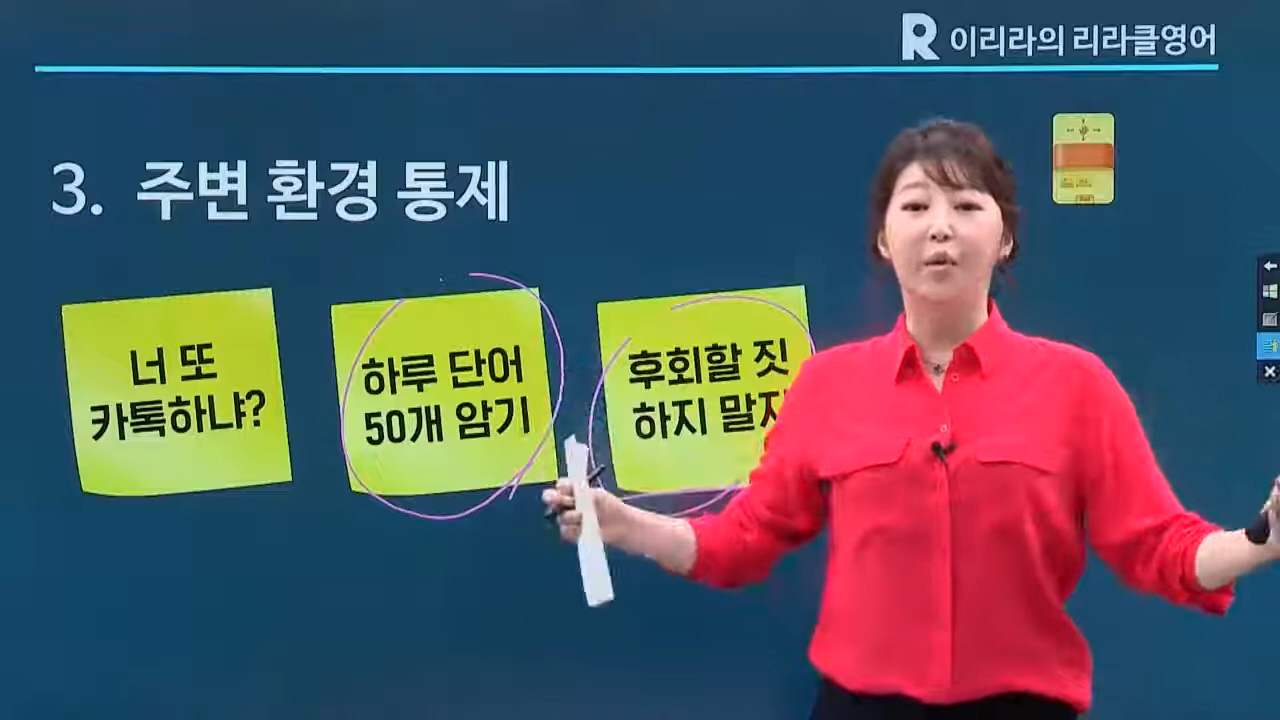 R 이리라의 리라클영어
3. 주변 환경 통제
너 또
카톡하냐?
하루 단어
50개 암기
후회할 짓
하지 말자